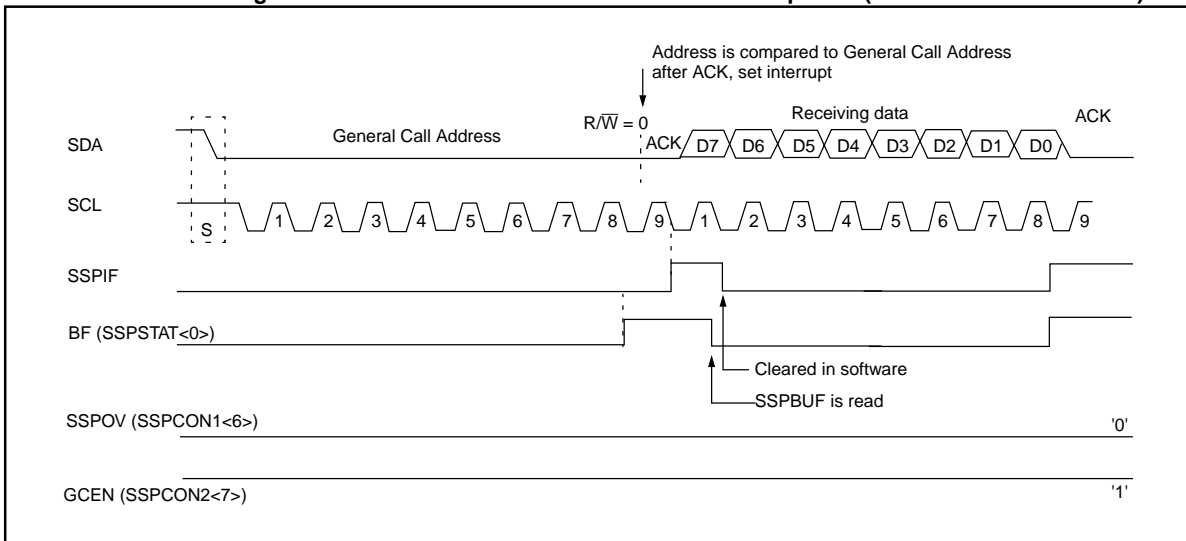 Address is compared to General Call Address
after ACK, set interrupt
R/W = 0
Receiving data
ACK
SDA
General Call Address
ACK
D7 D6 D5 D4 D3 D2 D1 D0
SCL
S
1 2 3 4 5 6 7 8 9 1 2 3 4 5 6 7 8 9
SSPIF
BF (SSPSTAT<0>)
Cleared in software
SSPBUF is read
SSPOV (SSPCON1<6>)
'0'
GCEN (SSPCON2<7>)
'1'